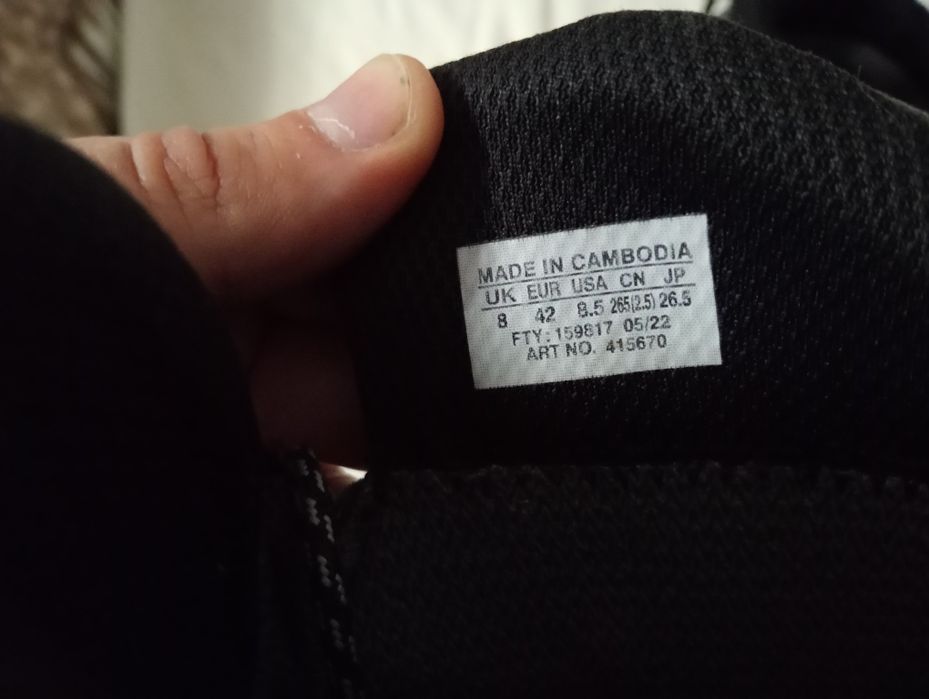 MADE IN CAMBODIA
UK EUR USA CN JP
8 42 8.5 265(2.5) 26.5
FTY: 159817 05/22
ART NO. 415670